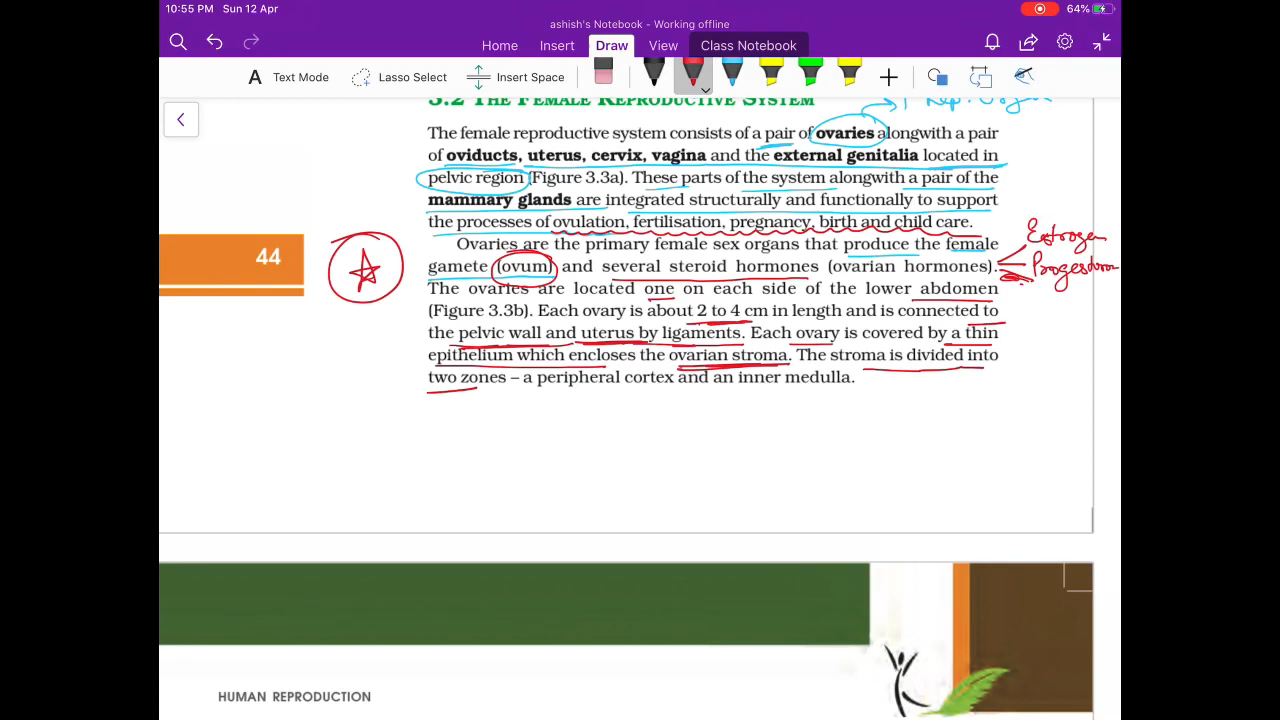 10:55 PM Sun 12 Apr
64%
ashish's Notebook - Working offline
Home Insert Draw View Class Notebook
Text Mode Lasso Select Insert Space
3.2 THE FEMALE REPRODUCTIVE SYSTEM
The female reproductive system consists of a pair of ovaries alongwith a pair
of oviducts, uterus, cervix, vagina and the external genitalia located in
pelvic region (Figure 3.3a). These parts of the system alongwith a pair of the
mammary glands are integrated structurally and functionally to support
the processes of ovulation, fertilisation, pregnancy, birth and child care.
Ovaries are the primary female sex organs that produce the female
Estrogen
gamete (ovum) and several steroid hormones (ovarian hormones).
44
The ovaries are located one on each side of the lower abdomen
(Figure 3.3b). Each ovary is about 2 to 4 cm in length and is connected to
the pelvic wall and uterus by ligaments. Each ovary is covered by a thin
epithelium which encloses the ovarian stroma. The stroma is divided into
two zones – a peripheral cortex and an inner medulla.
HUMAN REPRODUCTION